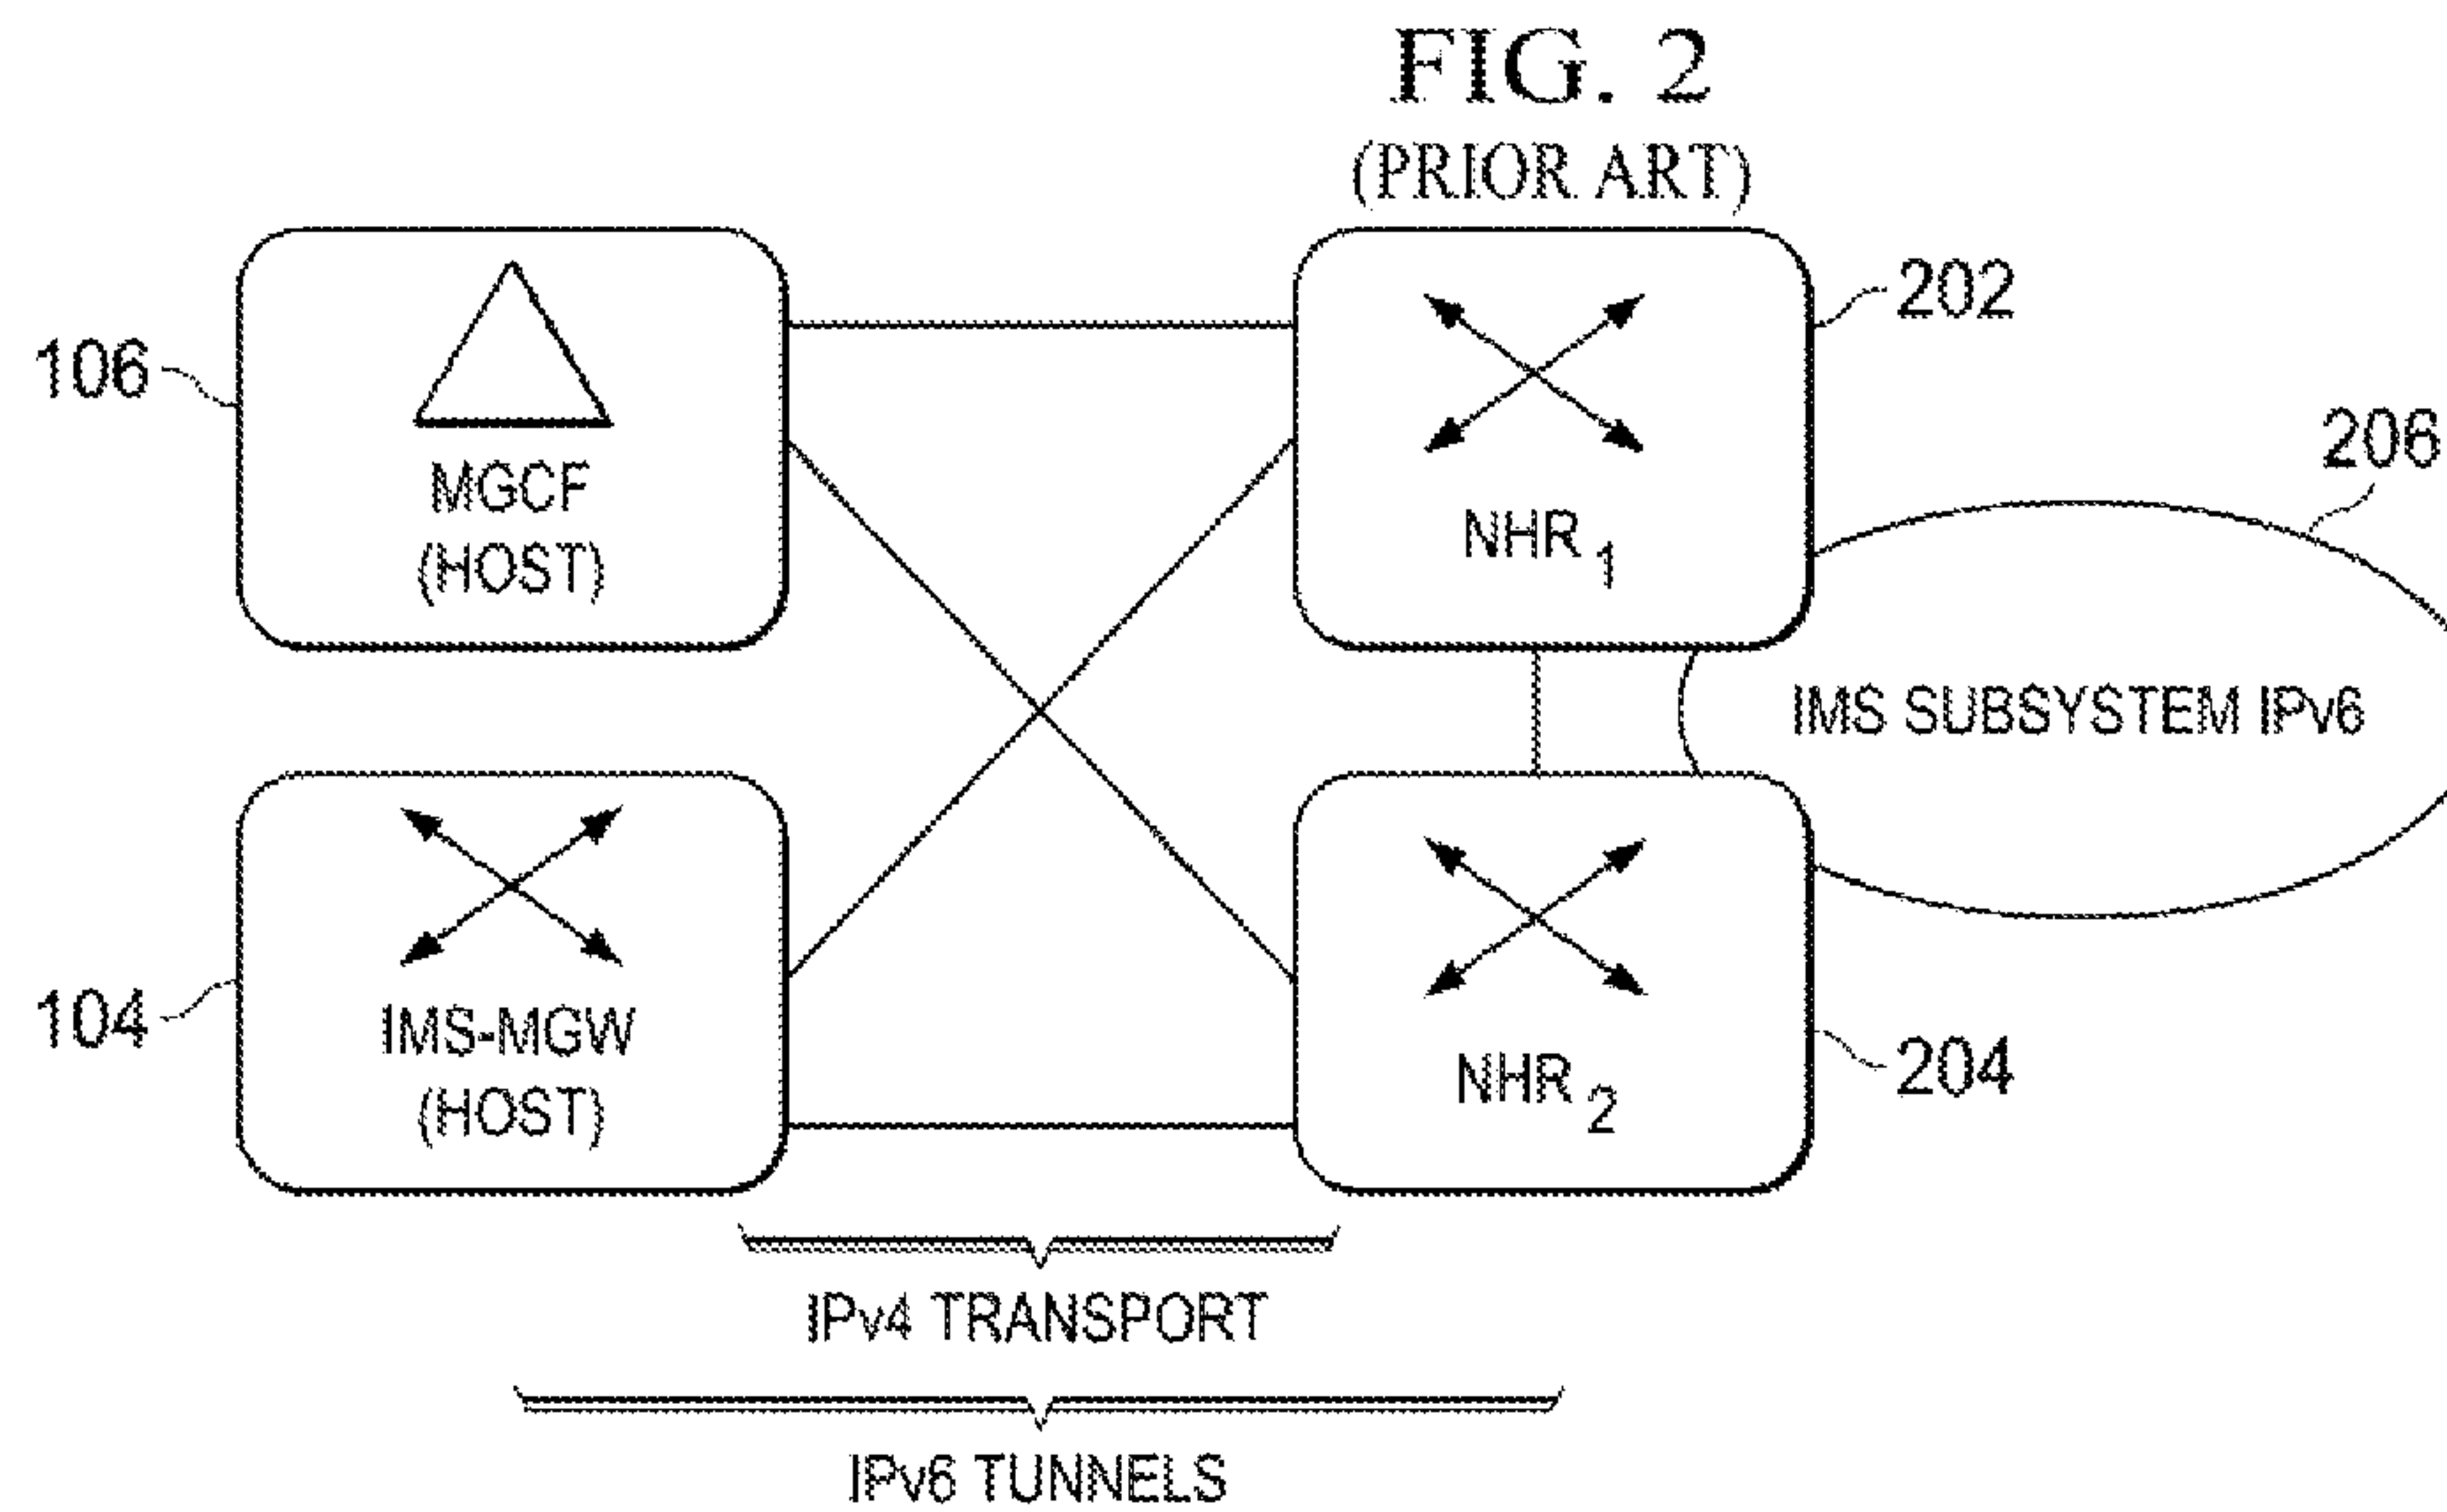 FIG. 2
(PRIOR ART)
106
MGCF
(HOST)
NHR 1
202
206
IMS SUBSYSTEM IPv6
104
IMS-MGW
(HOST)
NHR 2
204
IPv4 TRANSPORT
IPv6 TUNNELS